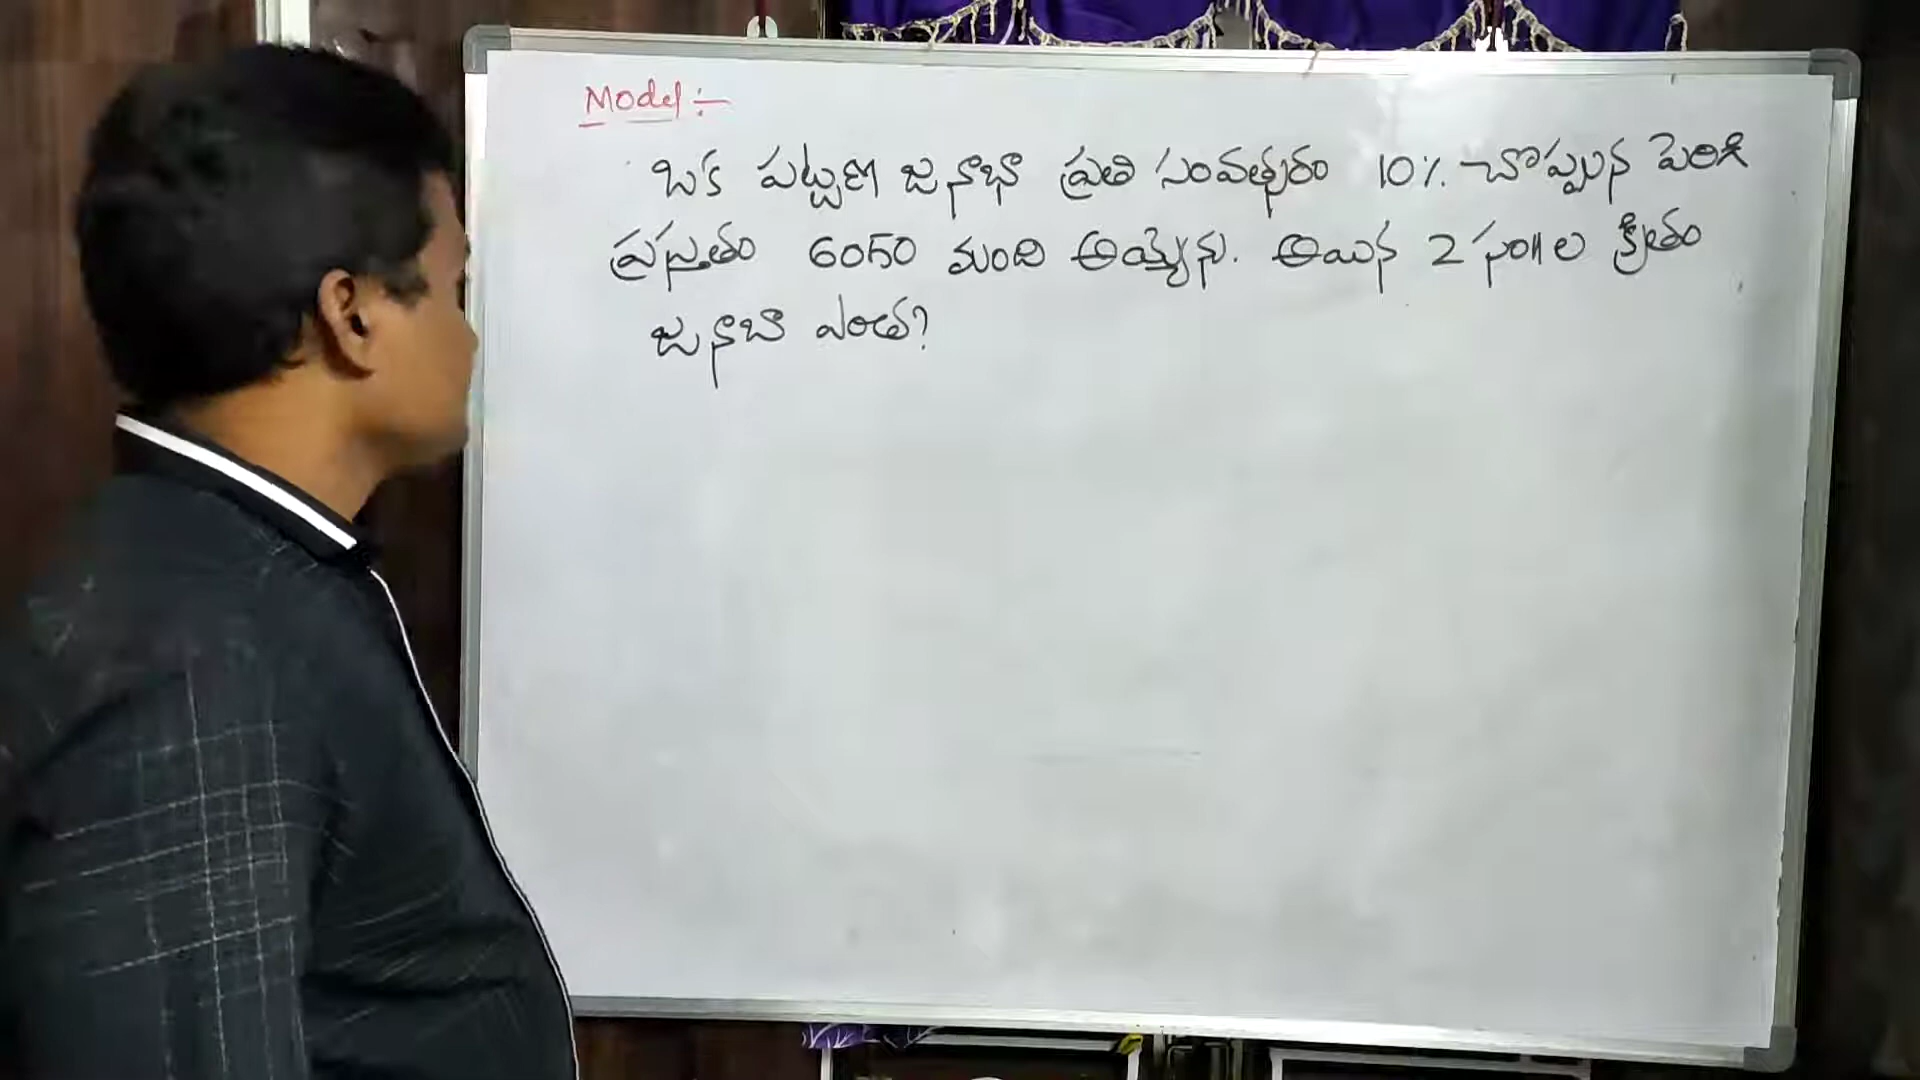 Model :-
ఒక పట్టణ జనాభా ప్రతి సంవత్సరం 10% చొప్పున పెరిగి
ప్రస్తుతం 6050 మంది అయ్యెను. అయిన 2 సం॥ల క్రితం
జనాబా ఎంత?